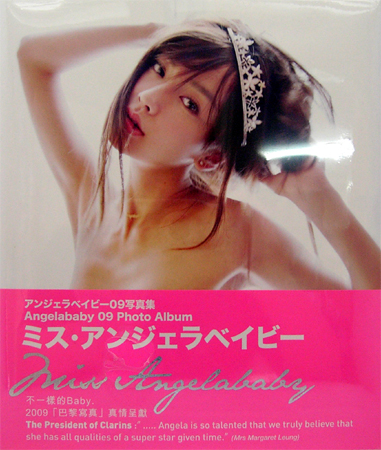 アンジェラベイビー09写真集
Angelababy 09 Photo Album
ミス・アンジェラベイビー
Miss Angelababy
不一樣的Baby.
2009「巴黎寫真」真情呈獻
The President of Clarins :" ..... Angela is so talented that we truly believe that
she has all qualities of a super star given time." (Mrs Margaret Leung)